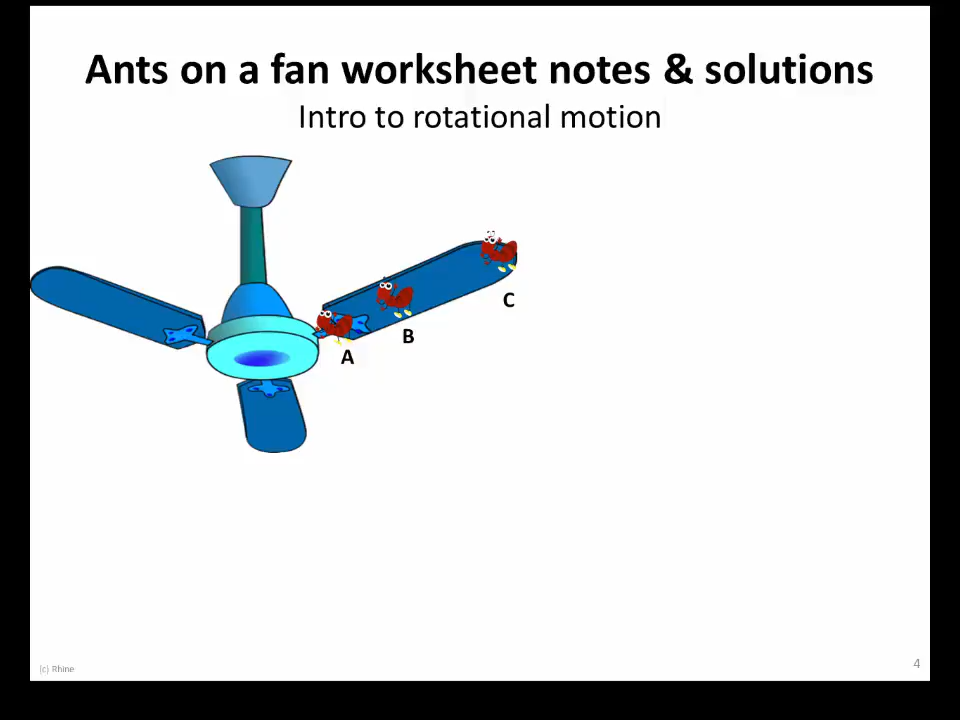 Ants on a fan worksheet notes & solutions
Intro to rotational motion
C
B
A
(c) Rhine
4